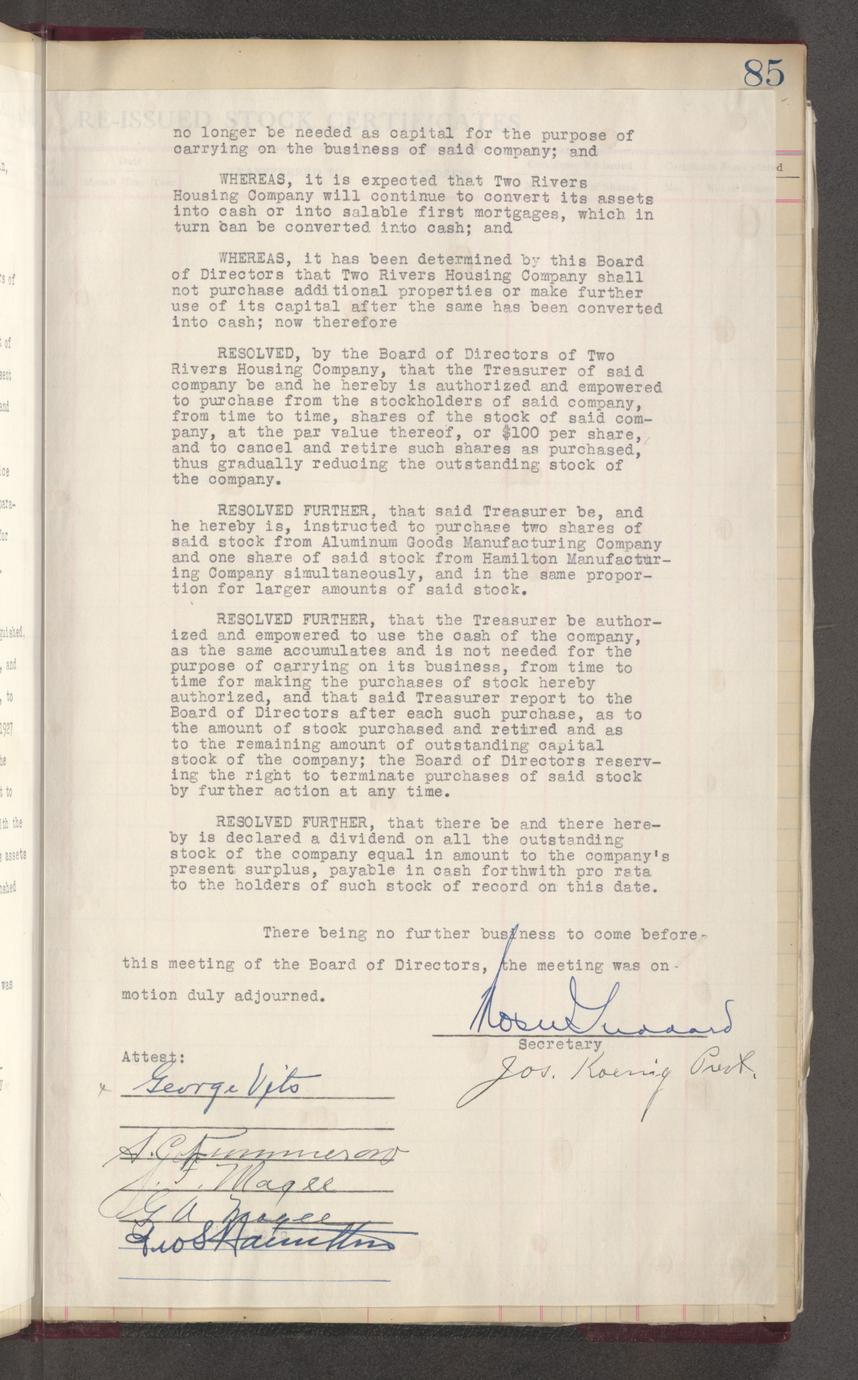 85
RE-ISSUED STOCK CERTIFICATES
no longer be needed as capital for the purpose of
carrying on the business of said company; and
WHEREAS, it is expected that Two Rivers
Housing Company will continue to convert its assets
into cash or into salable first mortgages, which in
turn can be converted into cash; and
WHEREAS, it has been determined by this Board
of Directors that Two Rivers Housing Company shall
not purchase additional properties or make further
use of its capital after the same has been converted
into cash; now therefore
RESOLVED, by the Board of Directors of Two
Rivers Housing Company, that the Treasurer of said
company be and he hereby is authorized and empowered
to purchase from the stockholders of said company,
from time to time, shares of the stock of said com-
pany, at the par value thereof, or $100 per share,
and to cancel and retire such shares as purchased,
thus gradually reducing the outstanding stock of
the company.
RESOLVED FURTHER, that said Treasurer be, and
he hereby is, instructed to purchase two shares of
said stock from Aluminum Goods Manufacturing Company
and one share of said stock from Hamilton Manufactur-
ing Company simultaneously, and in the same propor-
tion for larger amounts of said stock.
RESOLVED FURTHER, that the Treasurer be author-
ized and empowered to use the cash of the company,
as the same accumulates and is not needed for the
purpose of carrying on its business, from time to
time for making the purchases of stock hereby
authorized, and that said Treasurer report to the
Board of Directors after each such purchase, as to
the amount of stock purchased and retired and as
to the remaining amount of outstanding capital
stock of the company; the Board of Directors reserv-
ing the right to terminate purchases of said stock
by further action at any time.
RESOLVED FURTHER, that there be and there here-
by is declared a dividend on all the outstanding
stock of the company equal in amount to the company's
present surplus, payable in cash forthwith pro rata
to the holders of such stock of record on this date.
There being no further business to come before
this meeting of the Board of Directors, the meeting was on
motion duly adjourned.
Secretary
Jos. Koenig Prest.
Attest:
x George Vits
J. F. Magee
G A Magee
Geo S Hamilton